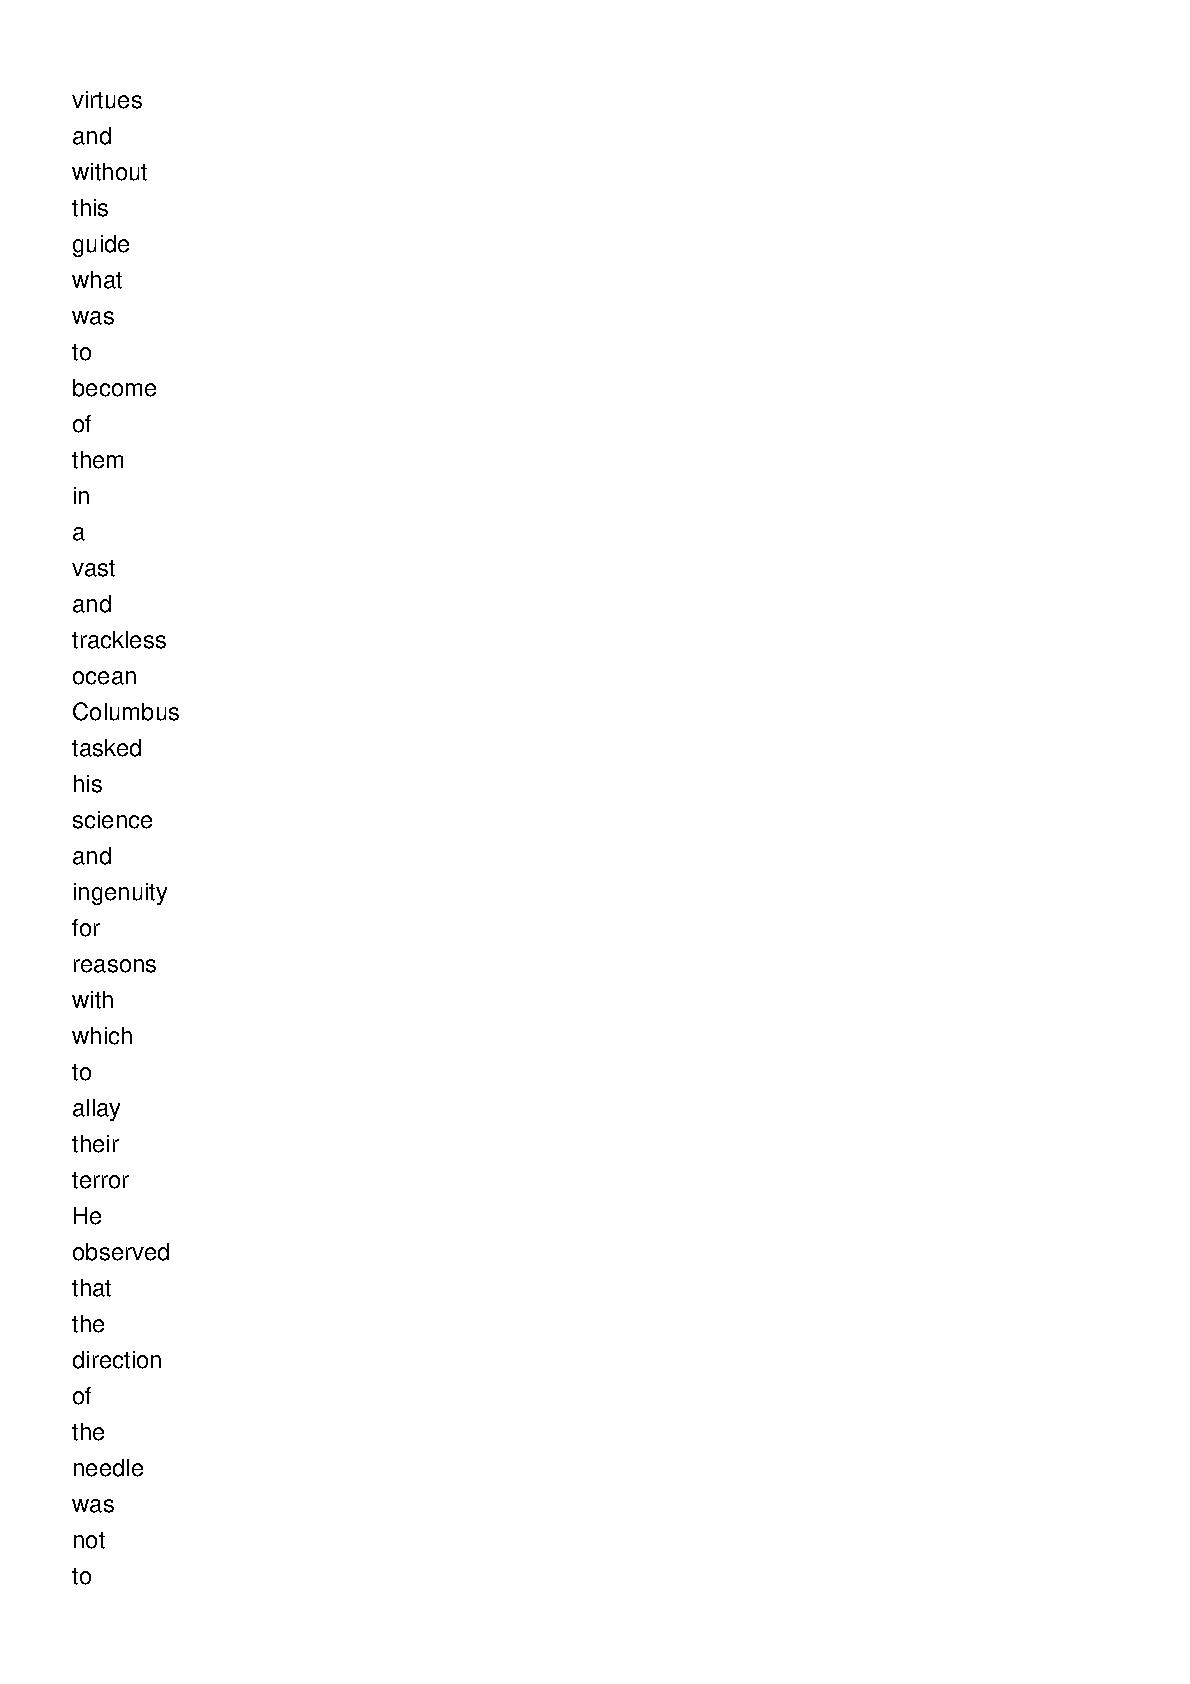 virtues
and
without
this
guide
what
was
to
become
of
them
in
a
vast
and
trackless
ocean
Columbus
tasked
his
science
and
ingenuity
for
reasons
with
which
to
allay
their
terror
He
observed
that
the
direction
of
the
needle
was
not
to